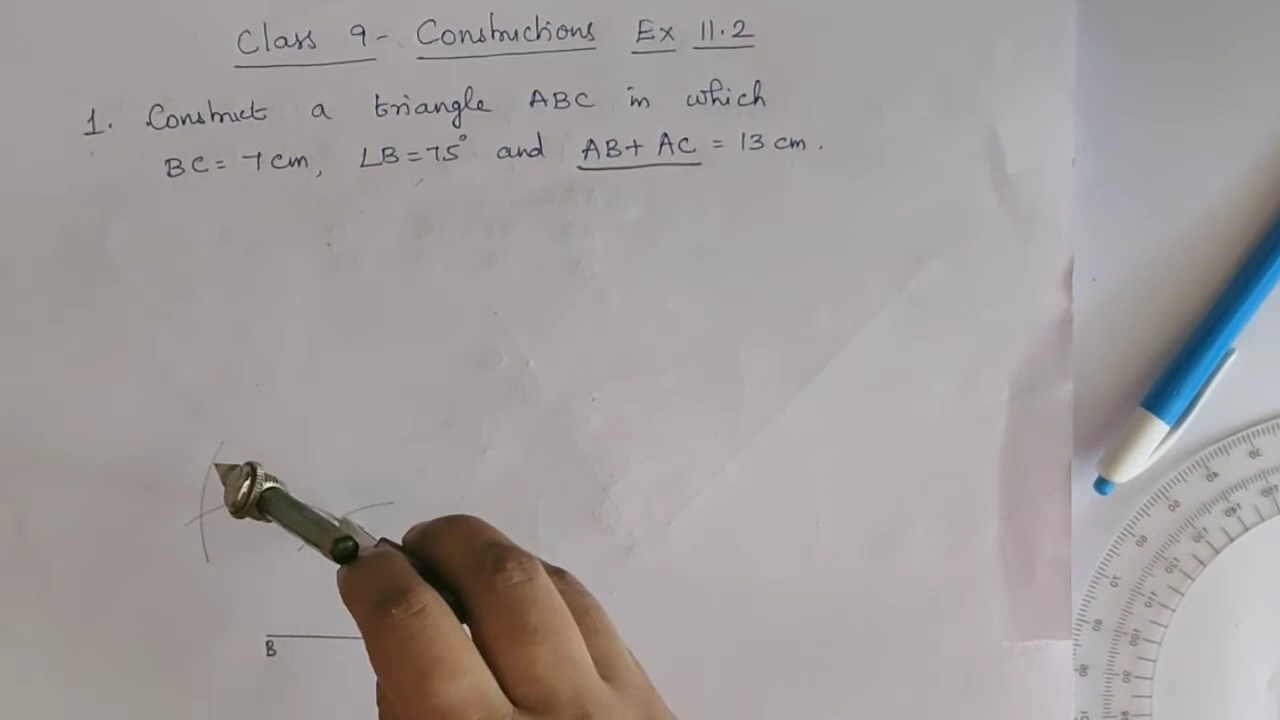 Class 9- Constructions Ex 11.2
1. Construct a triangle ABC in which
BC = 7 cm, ∠B = 75° and AB + AC = 13 cm.
B